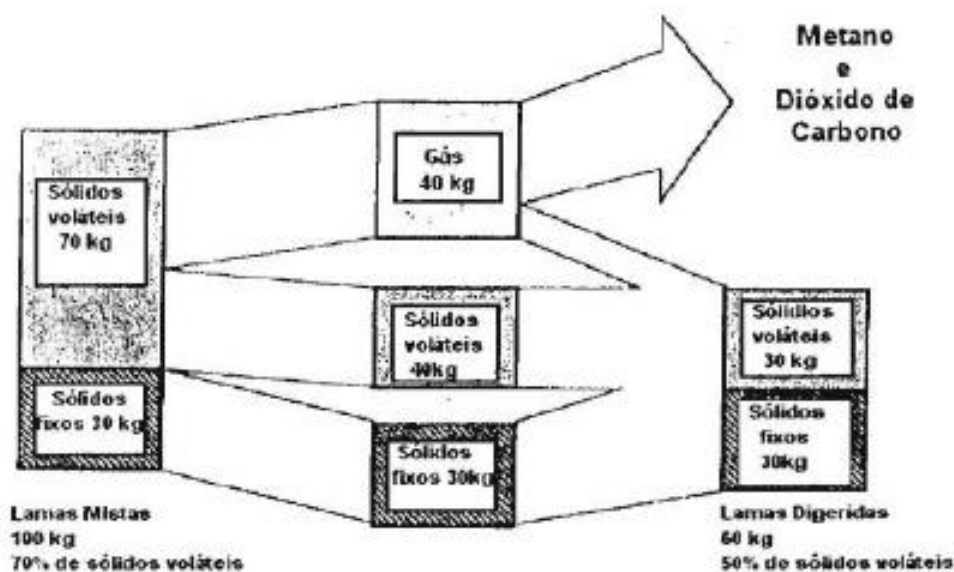 Metano
e
Dióxido de
Carbono
Gás
40 kg
Sólidos
voláteis
70 kg
Sólidos
voláteis
40kg
Sólidos
fixos 30 kg
Sólidos
fixos 30kg
Sólidios
voláteis
30 kg
Sólidos
fixos
30kg
Lamas Mistas
100 kg
70% de sólidos voláteis
Lamas Digeridas
60 kg
50% de sólidos voláteis